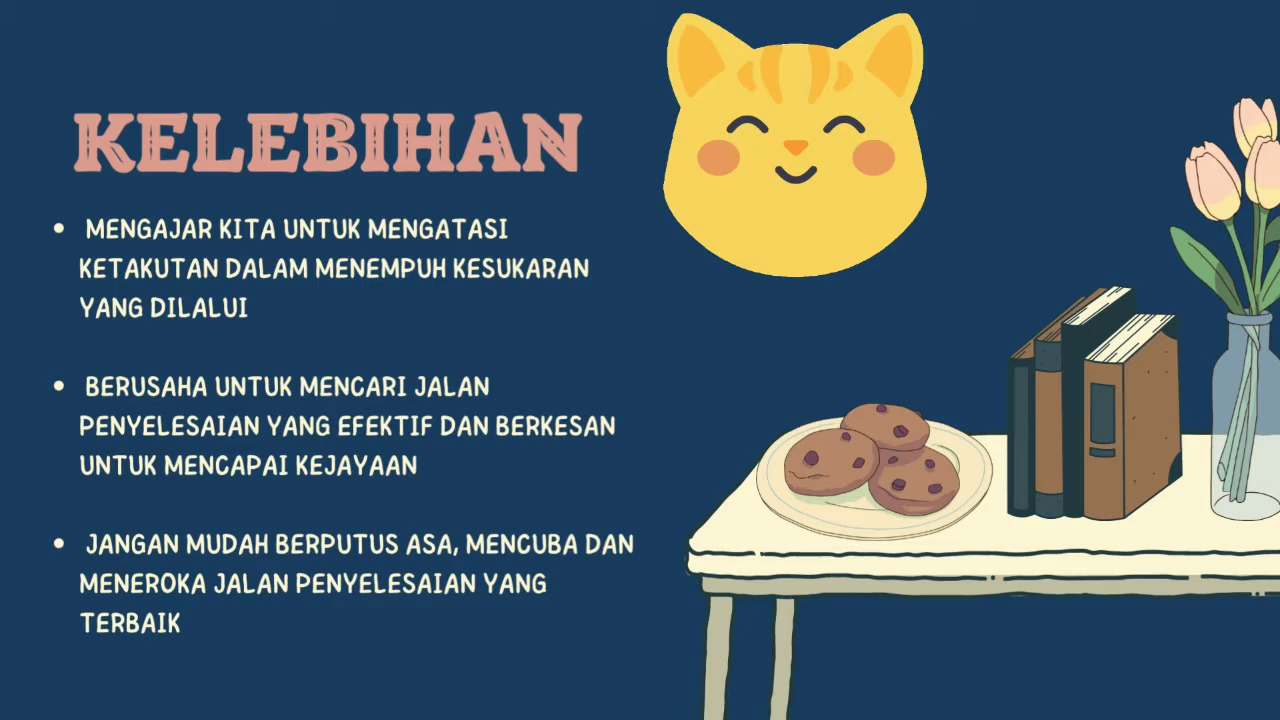 KELEBIHAN
• MENGAJAR KITA UNTUK MENGATASI
KETAKUTAN DALAM MENEMPUH KESUKARAN
YANG DILALUI
• BERUSAHA UNTUK MENCARI JALAN
PENYELESAIAN YANG EFEKTIF DAN BERKESAN
UNTUK MENCAPAI KEJAYAAN
• JANGAN MUDAH BERPUTUS ASA, MENCUBA DAN
MENEROKA JALAN PENYELESAIAN YANG
TERBAIK